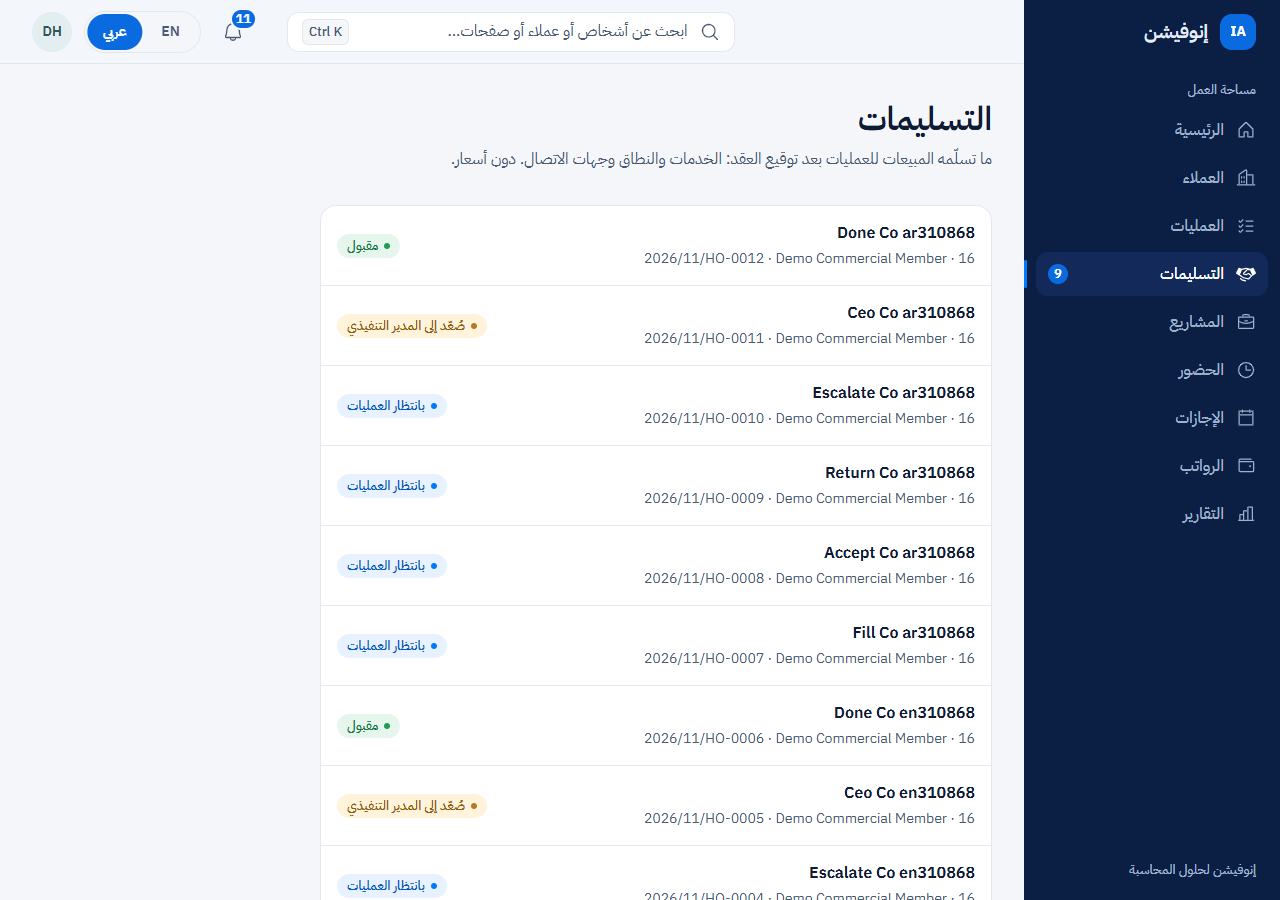 IA
إنوفيشن
مساحة العمل
الرئيسية
العملاء
العمليات
التسليمات
9
المشاريع
الحضور
الإجازات
الرواتب
التقارير
إنوفيشن لحلول المحاسبة
ابحث عن أشخاص أو عملاء أو صفحات...
Ctrl K
11
EN
عربي
DH
التسليمات
ما تسلّمه المبيعات للعمليات بعد توقيع العقد: الخدمات والنطاق وجهات الاتصال. دون أسعار.
Done Co ar310868
2026/11/HO-0012 · Demo Commercial Member · 16
مقبول
Ceo Co ar310868
2026/11/HO-0011 · Demo Commercial Member · 16
صُعّد إلى المدير التنفيذي
Escalate Co ar310868
2026/11/HO-0010 · Demo Commercial Member · 16
بانتظار العمليات
Return Co ar310868
2026/11/HO-0009 · Demo Commercial Member · 16
بانتظار العمليات
Accept Co ar310868
2026/11/HO-0008 · Demo Commercial Member · 16
بانتظار العمليات
Fill Co ar310868
2026/11/HO-0007 · Demo Commercial Member · 16
بانتظار العمليات
Done Co en310868
2026/11/HO-0006 · Demo Commercial Member · 16
مقبول
Ceo Co en310868
2026/11/HO-0005 · Demo Commercial Member · 16
صُعّد إلى المدير التنفيذي
Escalate Co en310868
2026/11/HO-0004 · Demo Commercial Member · 16
بانتظار العمليات